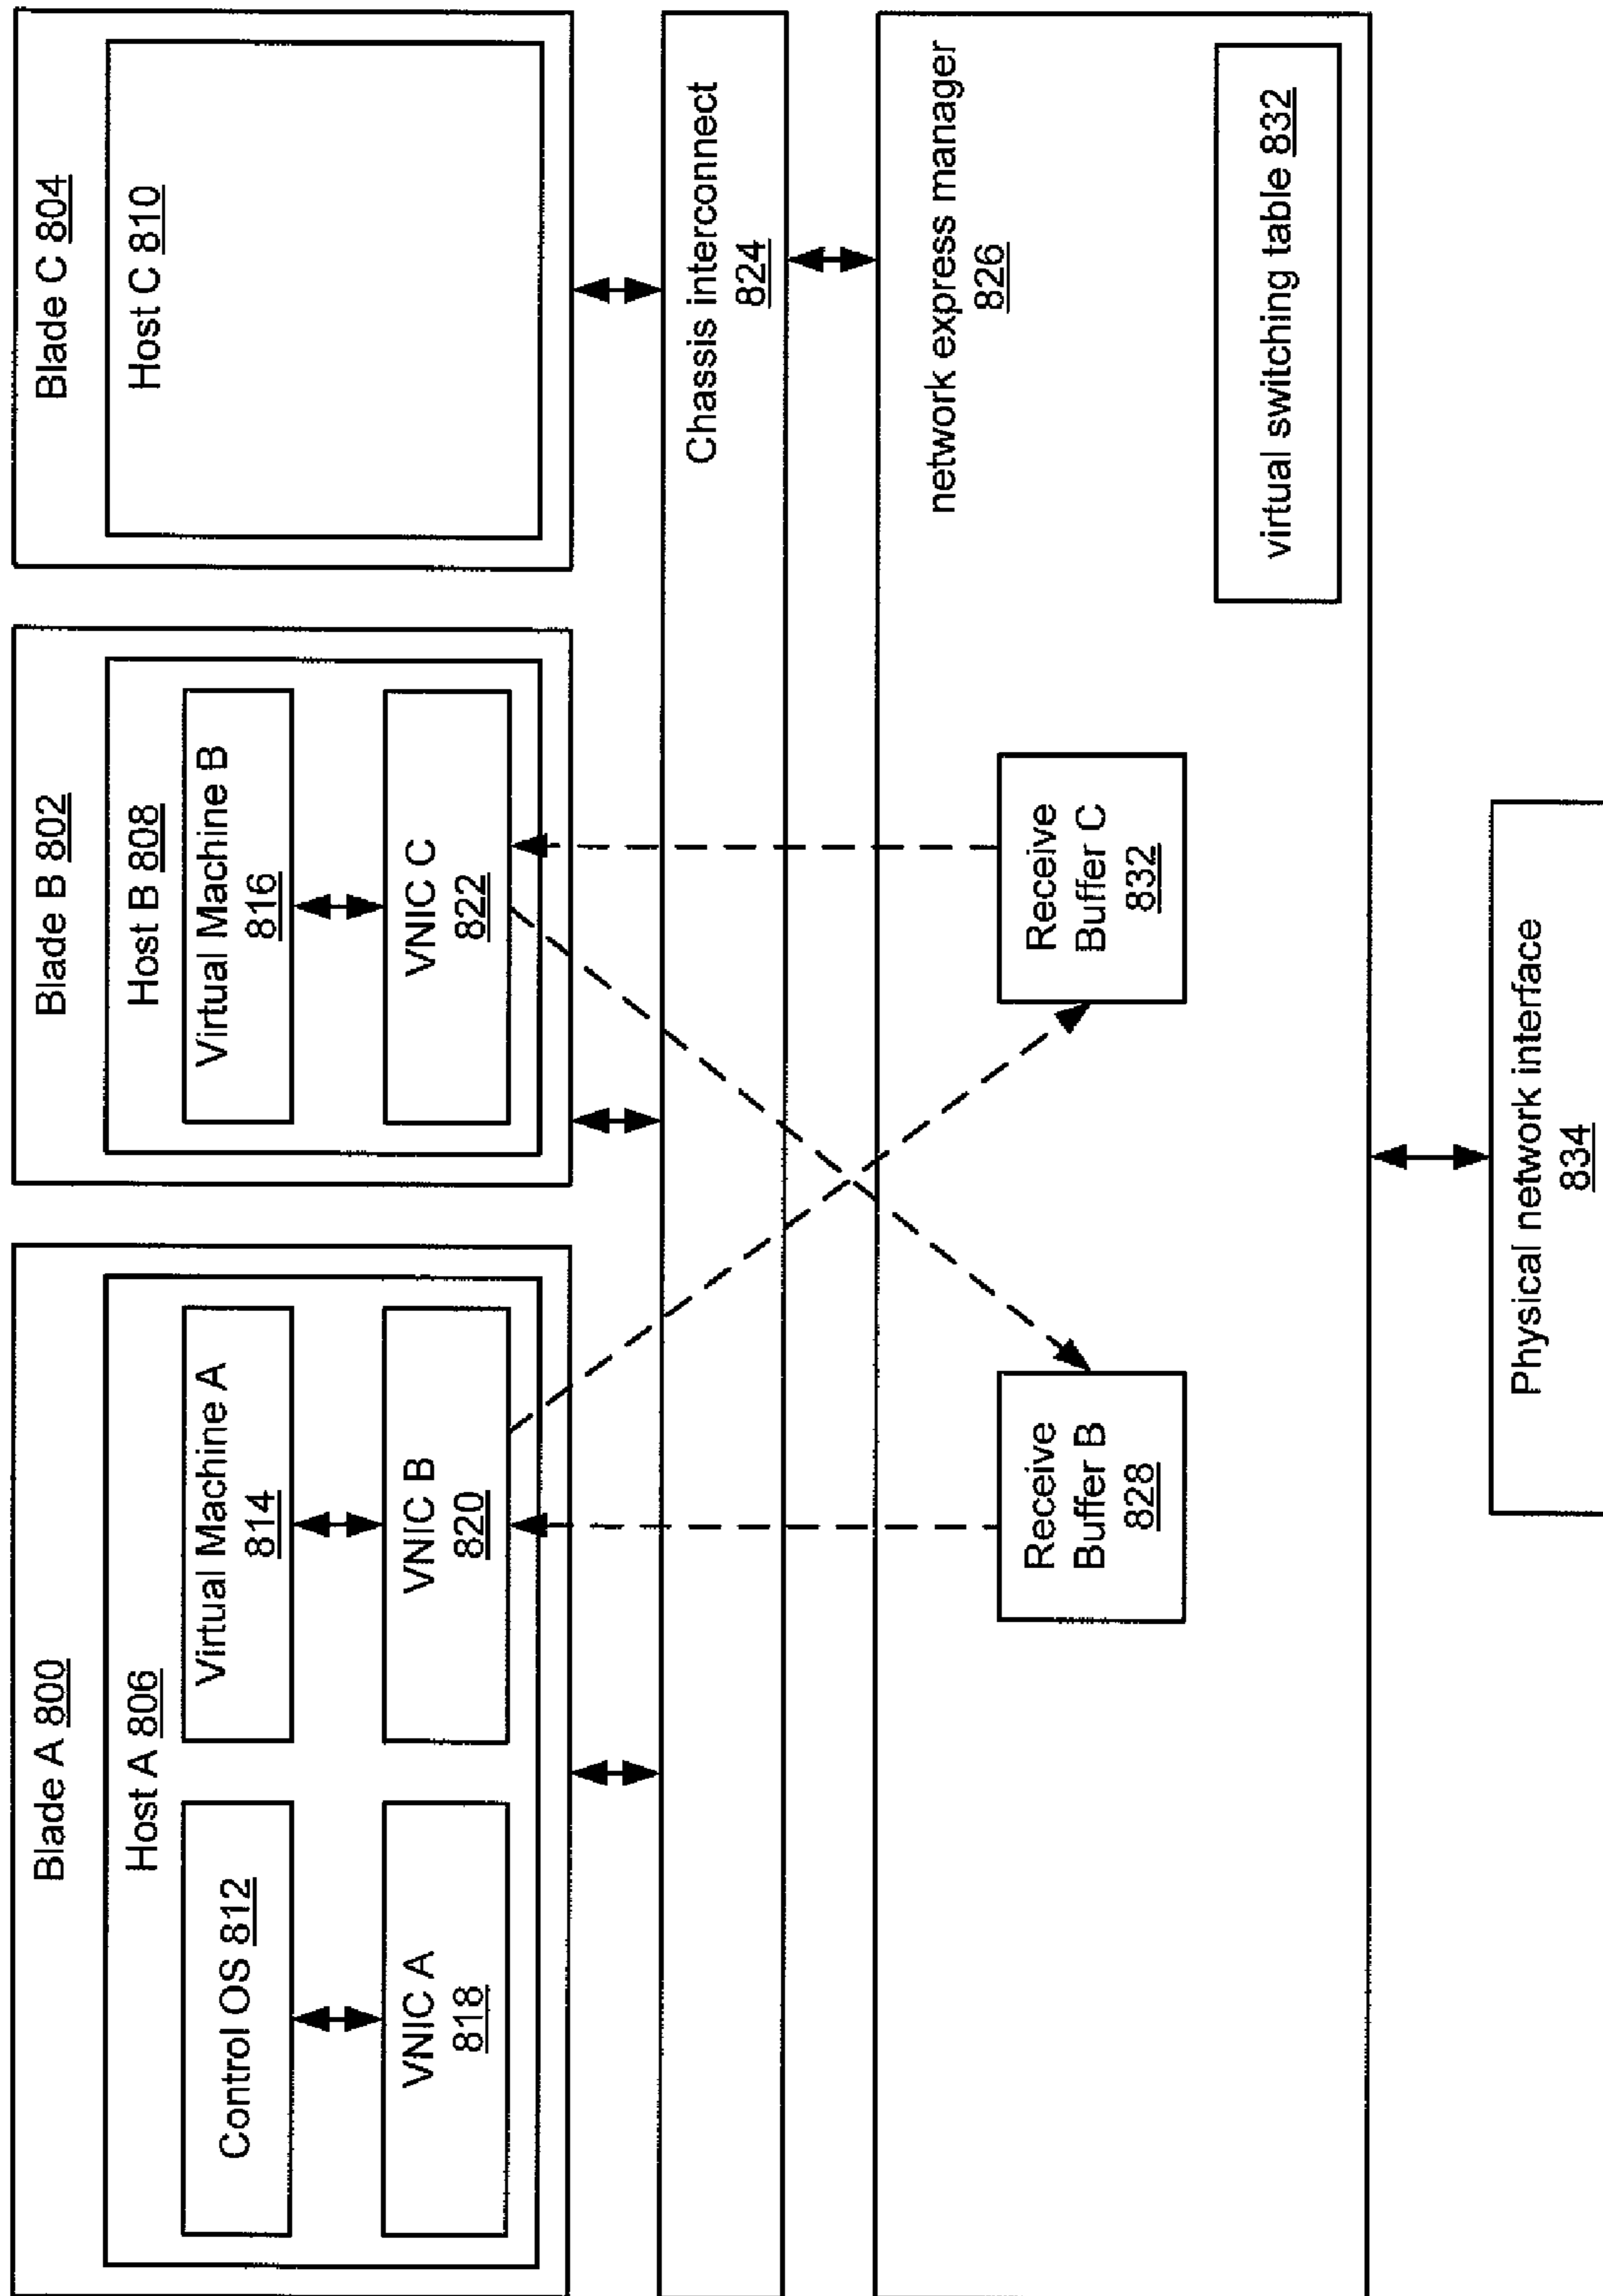 Blade A 800
Host A 806
Control OS 812
VNIC A
818
Virtual Machine A
814
VNIC B
820
Blade B 802
Host B 808
Virtual Machine B
816
VNIC C
822
Blade C 804
Host C 810
Chassis interconnect
824
network express manager
826
Receive
Buffer B
828
Receive
Buffer C
832
virtual switching table 832
Physical network interface
834